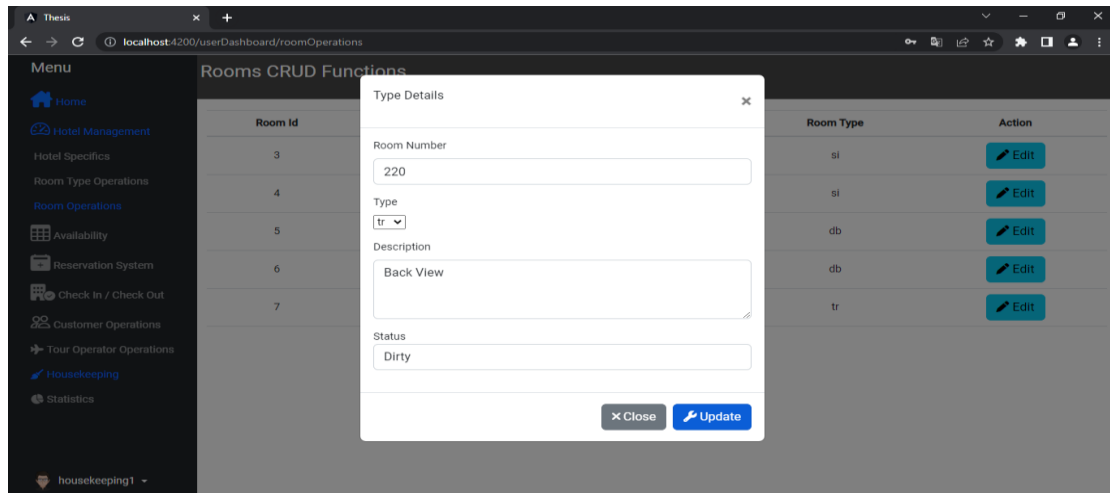 Thesis
localhost:4200/userDashboard/roomOperations
Menu
Rooms CRUD Functions
Home
Hotel Management
Hotel Specifics
Room Type Operations
Room Operations
Availability
Reservation System
Check In / Check Out
Customer Operations
Tour Operator Operations
Housekeeping
Statistics
housekeeping1
Room Id Room Type Action
3 si Edit
4 si Edit
5 db Edit
6 db Edit
7 tr Edit
Type Details
Room Number
220
Type
tr
Description
Back View
Status
Dirty
Close Update